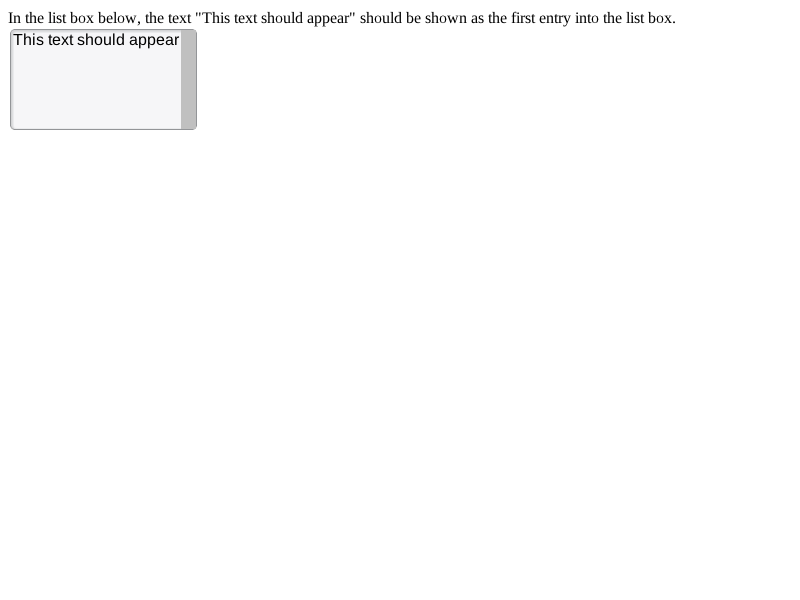 In the list box below, the text "This text should appear" should be shown as the first entry into the list box.
This text should appear